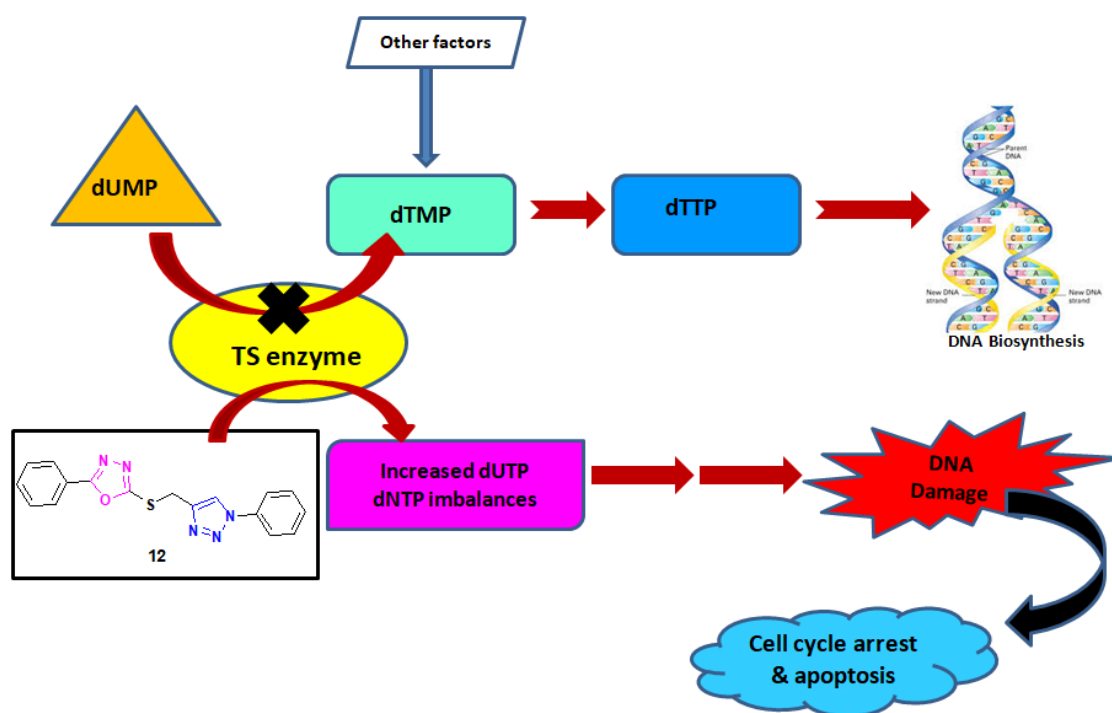 Other factors
dUMP
dTMP
dTTP
Parent
DNA
New DNA
strand
New DNA
strand
DNA Biosynthesis
TS enzyme
N
N
O
S
N
N
N
12
Increased dUTP
dNTP imbalances
DNA
Damage
Cell cycle arrest
& apoptosis